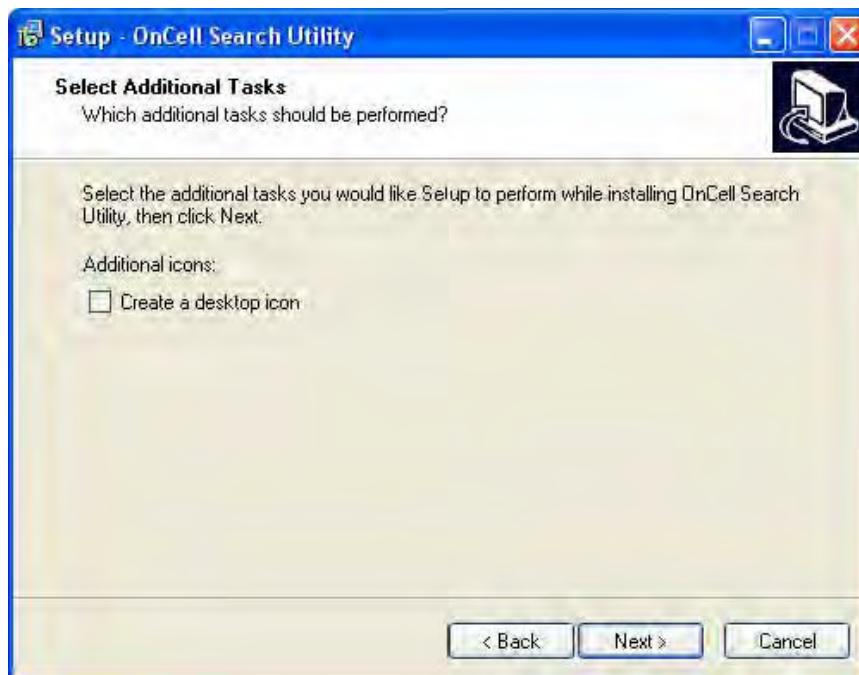 Setup - OnCell Search Utility
Select Additional Tasks
Which additional tasks should be performed?
Select the additional tasks you would like Setup to perform while installing OnCell Search
Utility, then click Next.
Additional icons:
Create a desktop icon
< Back
Next >
Cancel